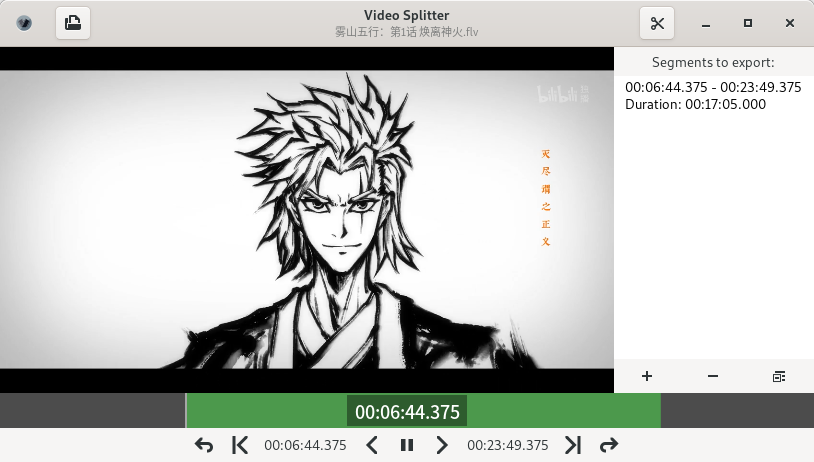 Video Splitter
雾山五行：第1话 焕离神火.flv
Segments to export:
00:06:44.375 - 00:23:49.375
Duration: 00:17:05.000
bilibili
灭尽谓之正义
00:06:44.375
00:06:44.375
00:23:49.375